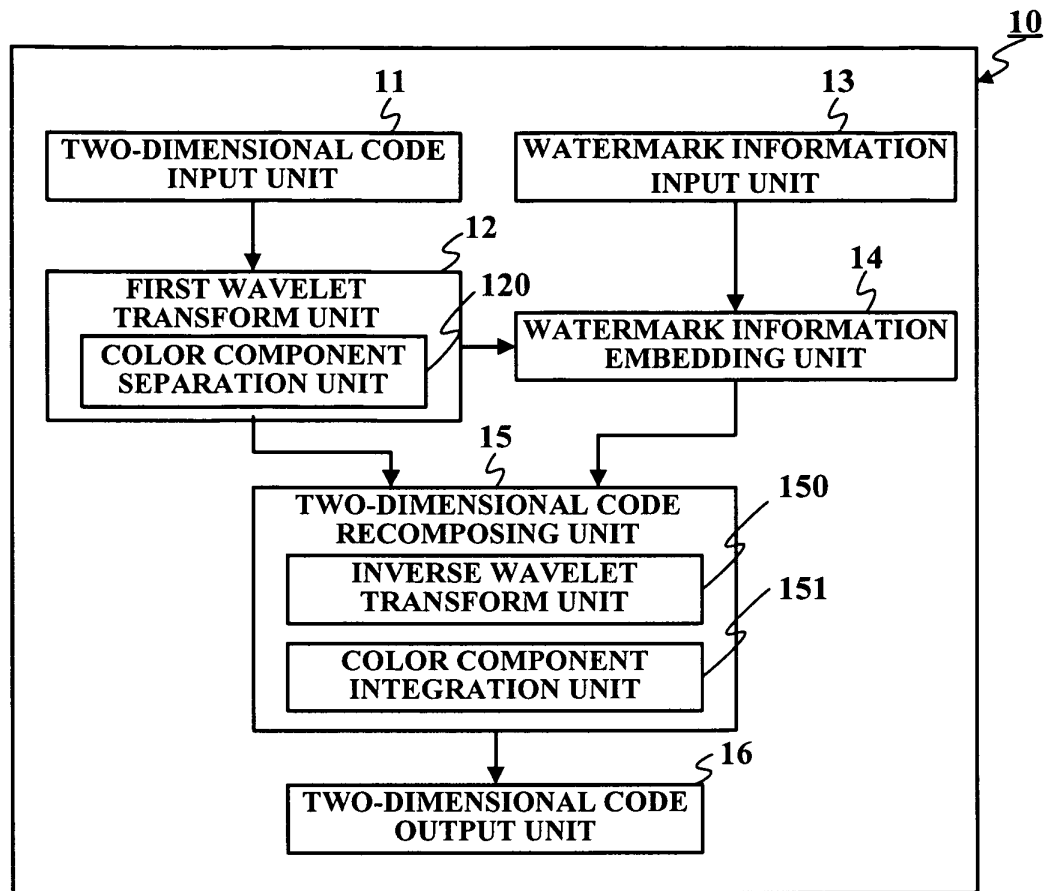 10
11
13
TWO-DIMENSIONAL CODE
INPUT UNIT
WATERMARK INFORMATION
INPUT UNIT
12
14
FIRST WAVELET
TRANSFORM UNIT
120
COLOR COMPONENT
SEPARATION UNIT
WATERMARK INFORMATION
EMBEDDING UNIT
15
TWO-DIMENSIONAL CODE
RECOMPOSING UNIT
150
INVERSE WAVELET
TRANSFORM UNIT
151
COLOR COMPONENT
INTEGRATION UNIT
16
TWO-DIMENSIONAL CODE
OUTPUT UNIT